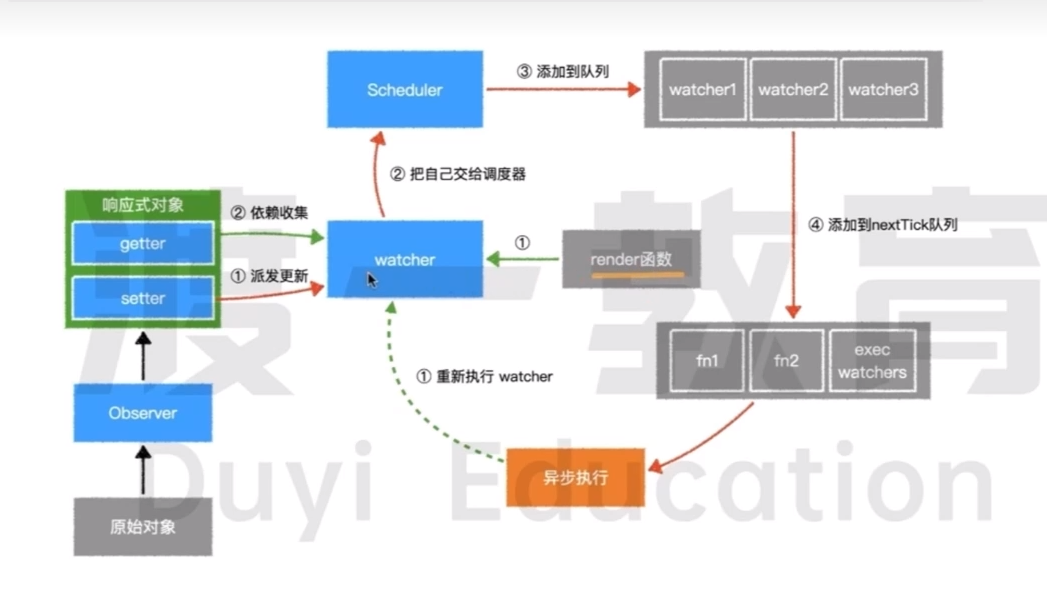 Scheduler
③ 添加到队列
watcher1 watcher2 watcher3
② 把自己交给调度器
响应式对象
getter
setter
② 依赖收集
① 派发更新
watcher
①
render函数
④ 添加到nextTick队列
fn1 fn2 exec
watchers
① 重新执行 watcher
Observer
异步执行
原始对象
渡一教育
Duyi Education